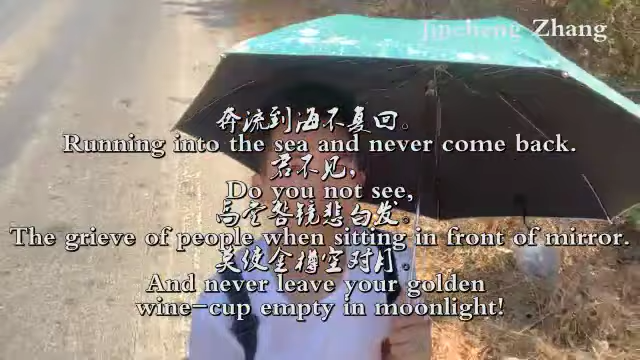 Jincheng Zhang
奔流到海不复回。
Running into the sea and never come back.
君不见，
Do you not see,
高堂明镜悲白发。
The grieve of people when sitting in front of mirror.
莫使金樽空对月。
And never leave your golden
wine-cup empty in moonlight!